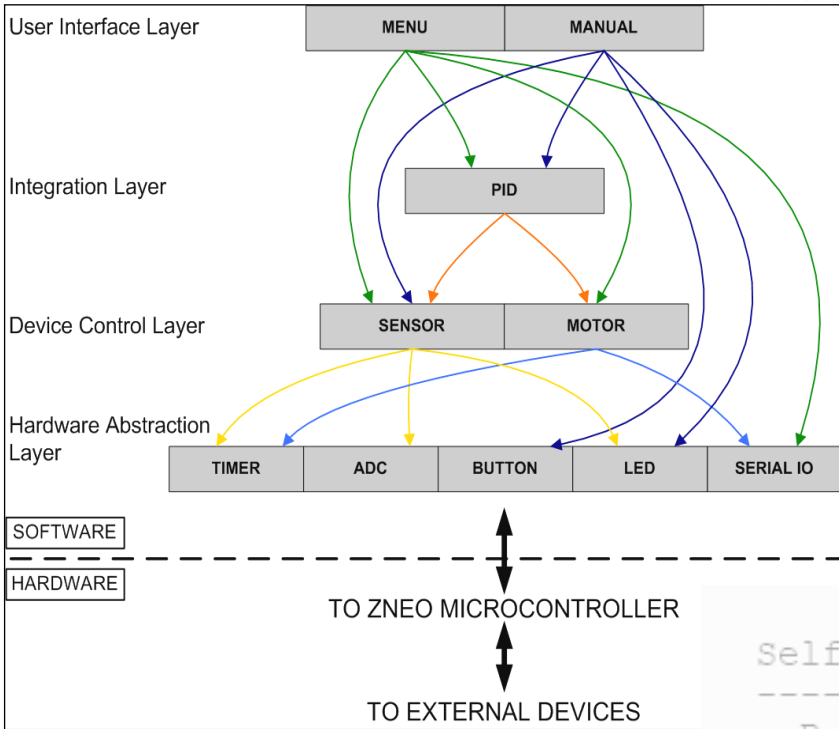 User Interface Layer
MENU
MANUAL
Integration Layer
PID
Device Control Layer
SENSOR
MOTOR
Hardware Abstraction
Layer
TIMER
ADC
BUTTON
LED
SERIAL IO
SOFTWARE
HARDWARE
TO ZNEO MICROCONTROLLER
Self
----
TO EXTERNAL DEVICES